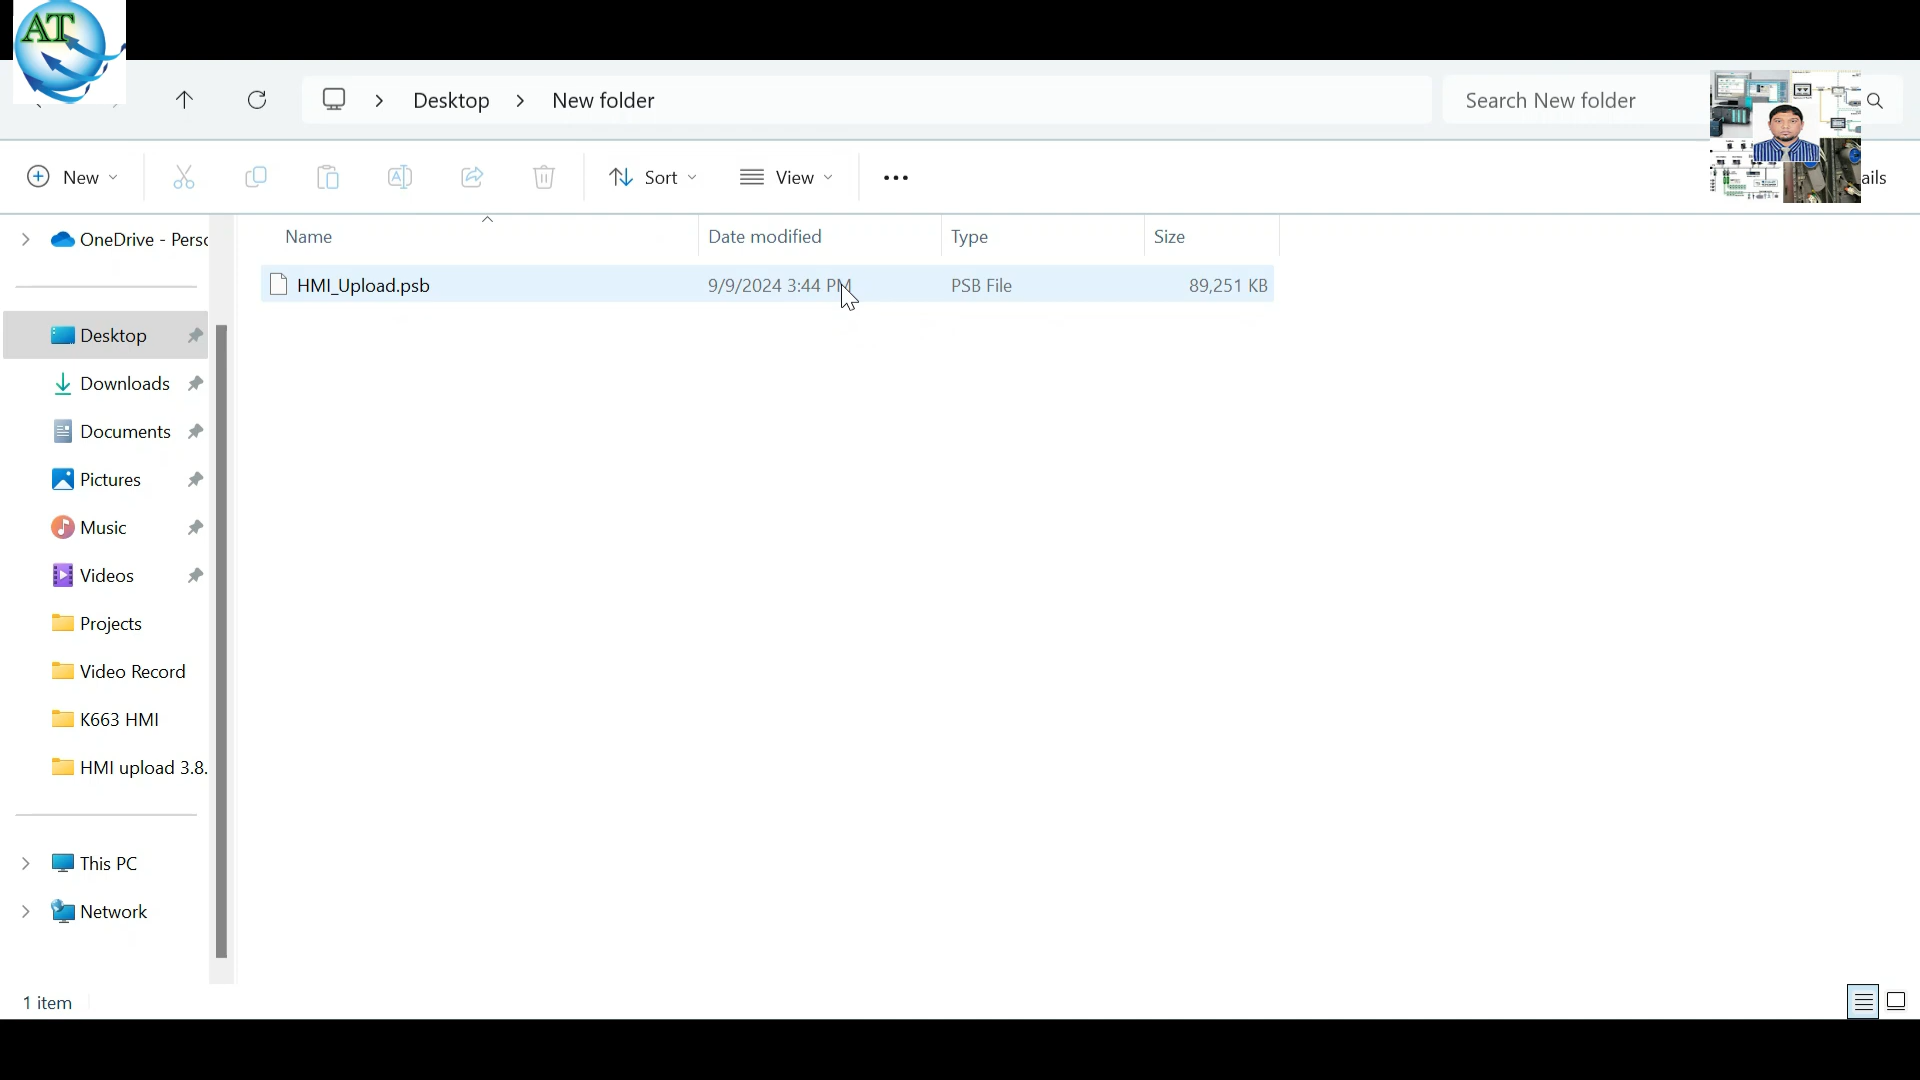 AT
Desktop > New folder
Search New folder
New
Sort
View
ails
OneDrive - Perso
Name
Date modified
Type
Size
HMI_Upload.psb
9/9/2024 3:44 PM
PSB File
89,251 KB
Desktop
Downloads
Documents
Pictures
Music
Videos
Projects
Video Record
K663 HMI
HMI upload 3.8.
This PC
Network
1 item